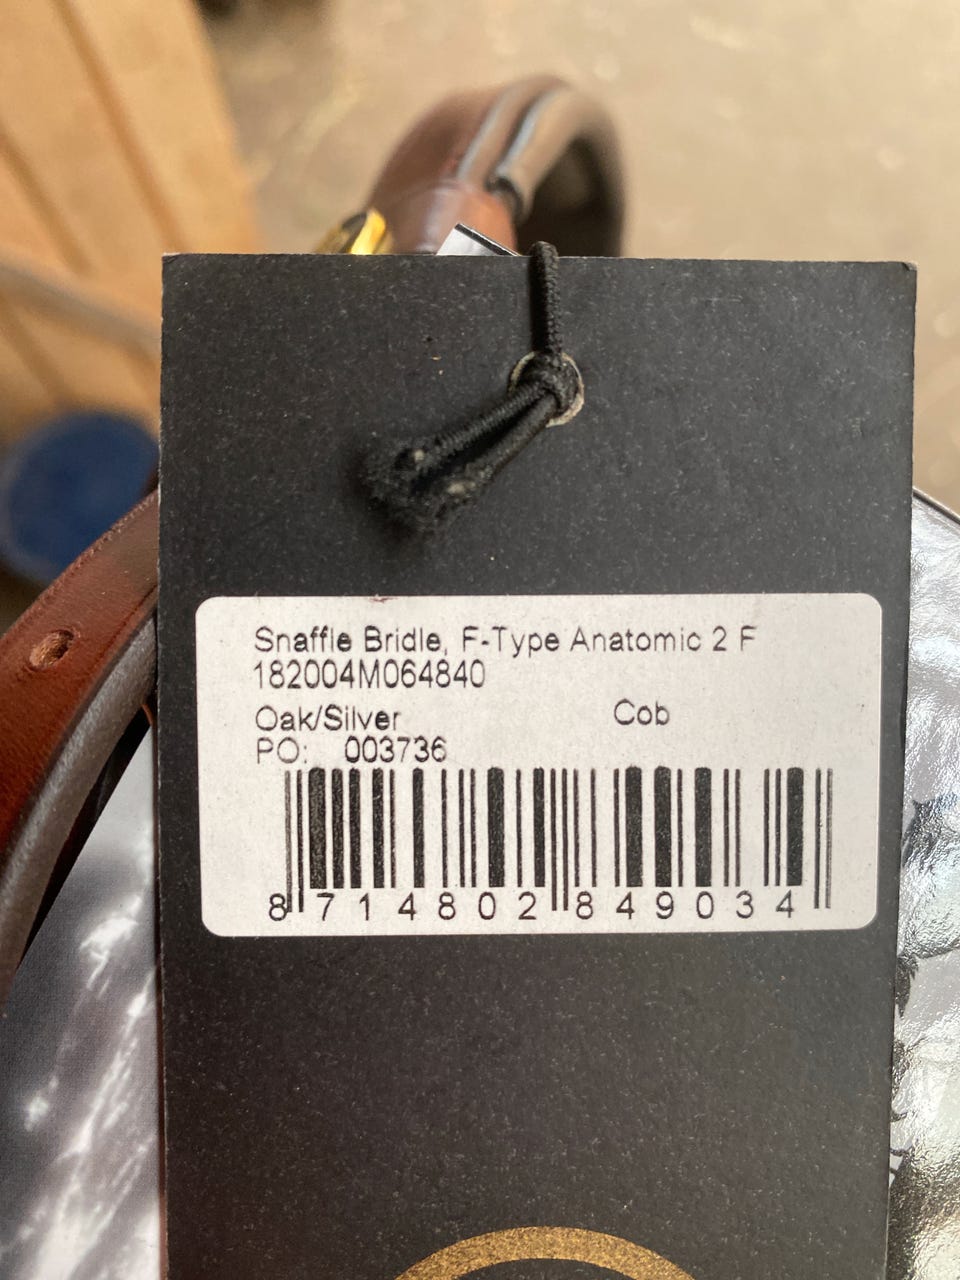 Snaffle Bridle, F-Type Anatomic 2 F
182004M064840
Oak/Silver Cob
PO: 003736
8 714802 849034